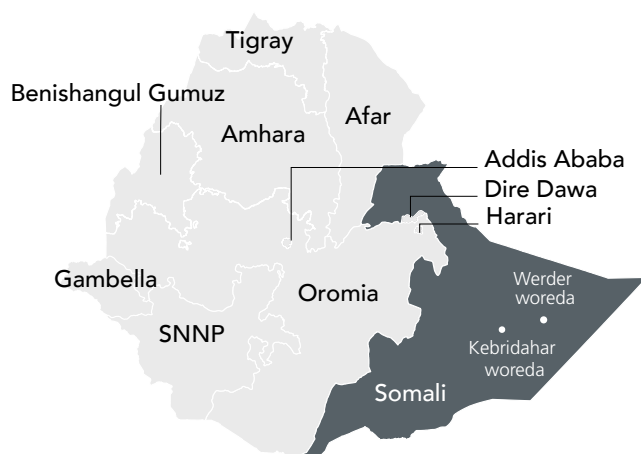 Tigray
Benishangul Gumuz
Amhara
Afar
Addis Ababa
Dire Dawa
Harari
Gambella
Oromia
SNNP
Werder
woreda
Kebridahar
woreda
Somali